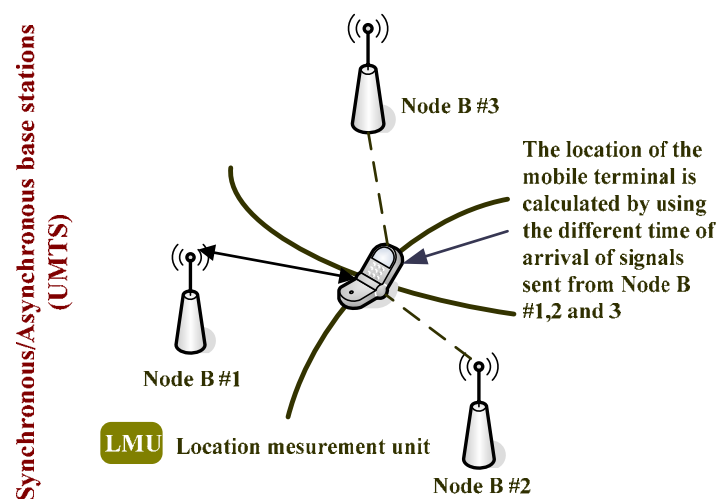 Synchronous/Asynchronous base stations
(UMTS)
Node B #3
The location of the
mobile terminal is
calculated by using
the different time of
arrival of signals
sent from Node B
#1,2 and 3
Node B #1
LMU Location mesurement unit
Node B #2